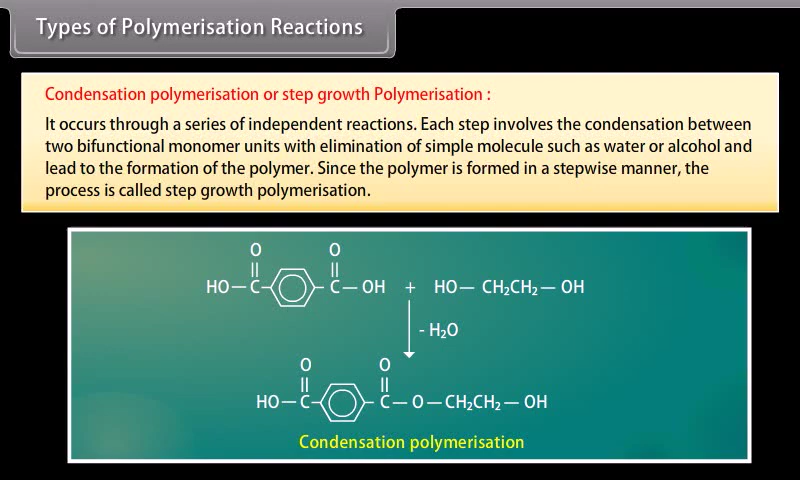 Types of Polymerisation Reactions
Condensation polymerisation or step growth Polymerisation :
It occurs through a series of independent reactions. Each step involves the condensation between
two bifunctional monomer units with elimination of simple molecule such as water or alcohol and
lead to the formation of the polymer. Since the polymer is formed in a stepwise manner, the
process is called step growth polymerisation.
O O
HO — C — C — OH + HO — CH₂CH₂ — OH
- H₂O
O O
HO — C — C — O — CH₂CH₂ — OH
Condensation polymerisation